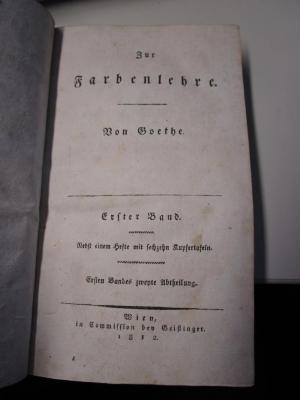 Zur
Farbenlehre.
Von Goethe.
Erster Band.
Nebst einem Hefte mit sechzehn Kupfertafeln.
Ersten Bandes zweyte Abtheilung.
Wien,
in Commission bey Geistinger.
1812.